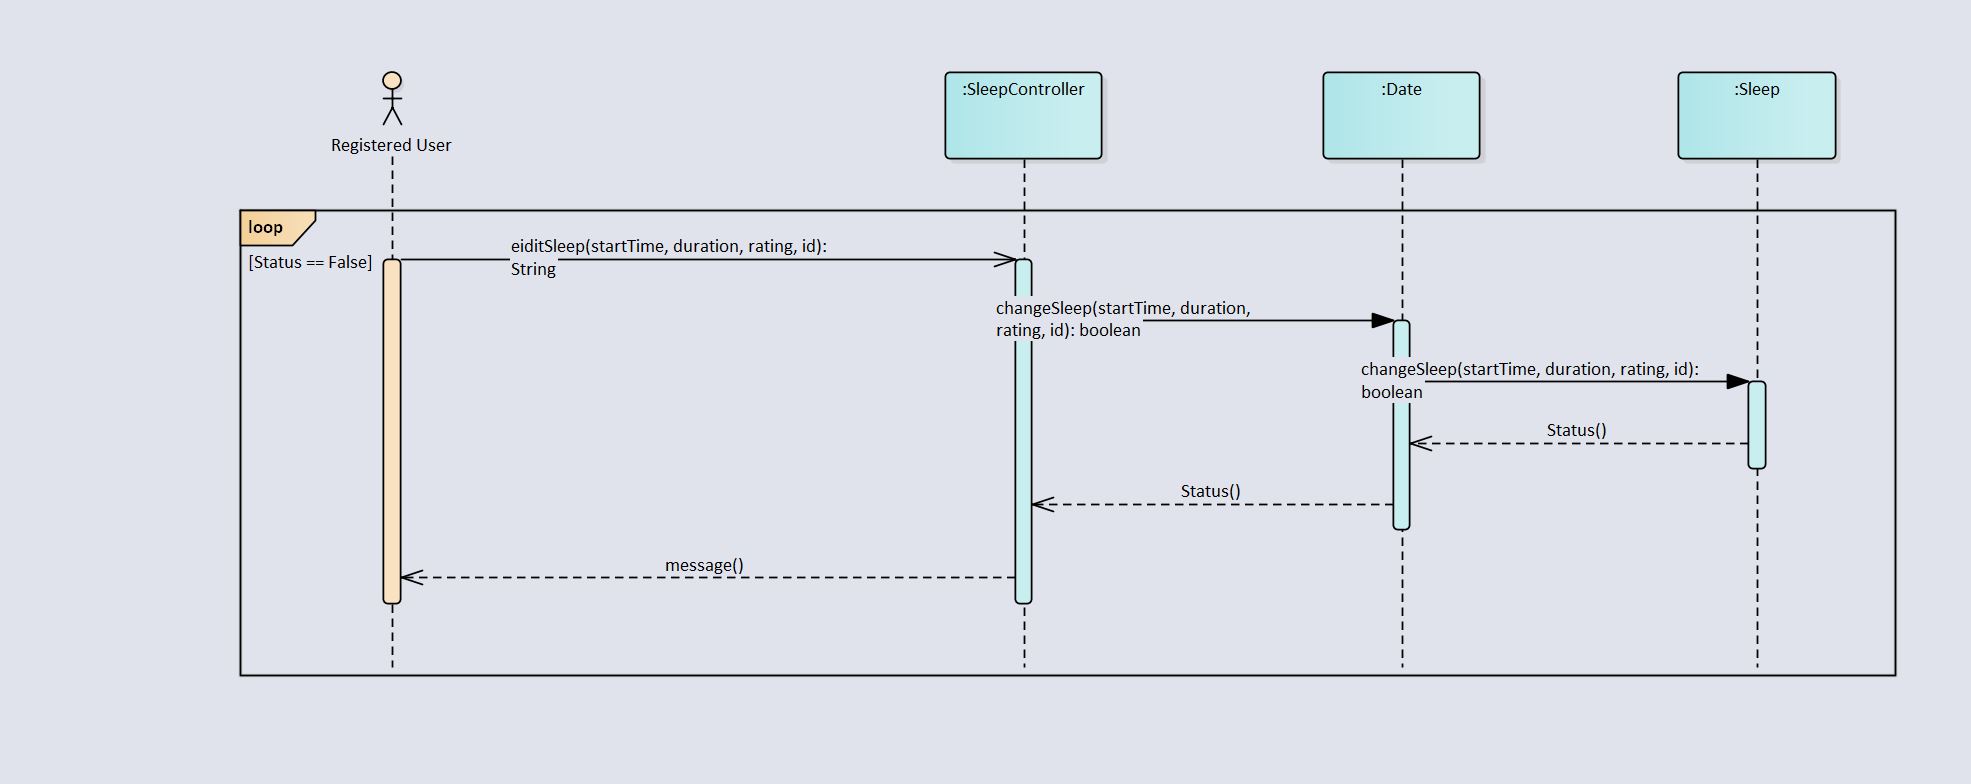 :SleepController
:Date
:Sleep
Registered User
loop
[Status == False]
eiditSleep(startTime, duration, rating, id):
String
changeSleep(startTime, duration,
rating, id): boolean
changeSleep(startTime, duration, rating, id):
boolean
Status()
Status()
message()